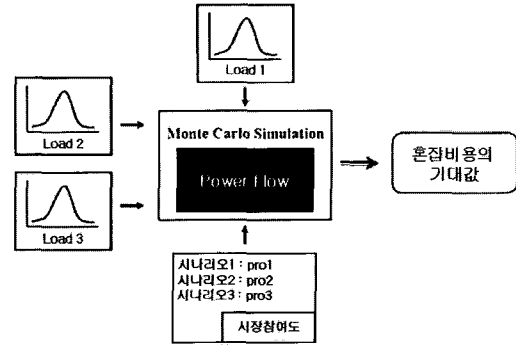 Load 1
Load 2
Load 3
Monte Carlo Simulation
Power Flow
혼잡비용의
기대값
시나리오1 : pro1
시나리오2 : pro2
시나리오3 : pro3
시장참여도